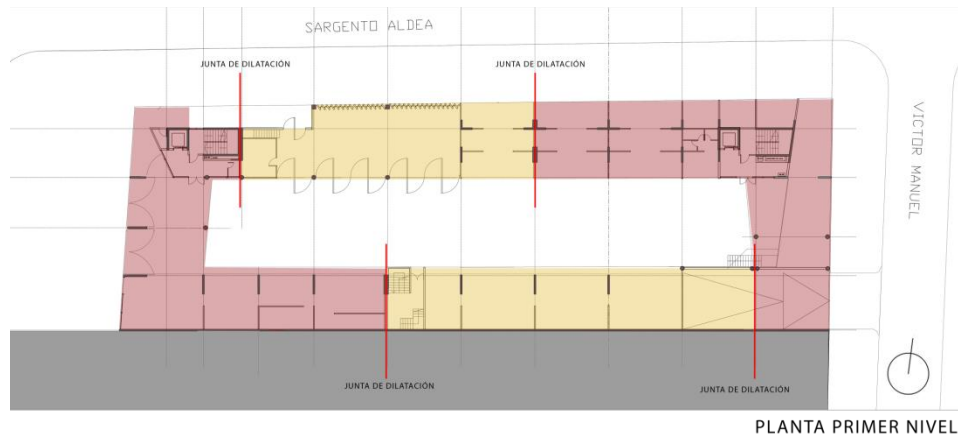 SARGENTO ALDEA
JUNTA DE DILATACIÓN
JUNTA DE DILATACIÓN
VICTOR MANUEL
JUNTA DE DILATACIÓN
JUNTA DE DILATACIÓN
PLANTA PRIMER NIVEL